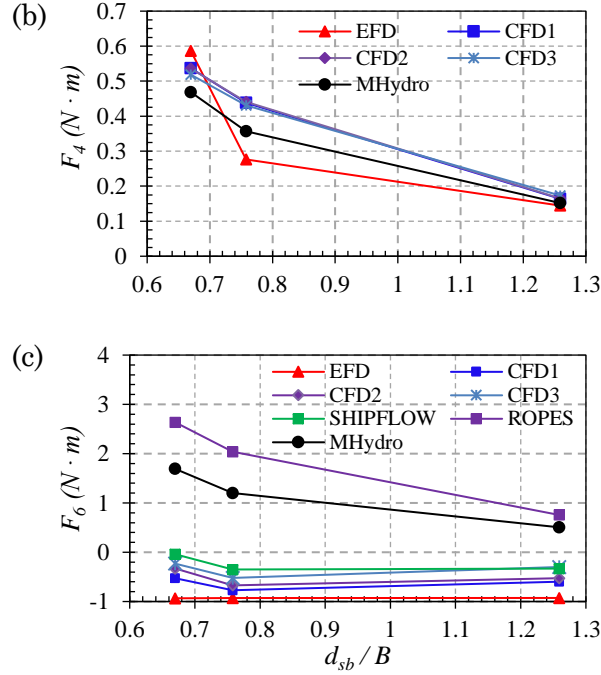 (b)
0.7
0.6
0.5
0.4
0.3
0.2
0.1
0
F4 (N · m)
EFD CFD1
CFD2 CFD3
MHydro
0.6 0.7 0.8 0.9 1 1.1 1.2 1.3
(c)
4
3
2
1
0
-1
F6 (N · m)
EFD CFD1
CFD2 CFD3
SHIPFLOW ROPES
MHydro
0.6 0.7 0.8 0.9 1 1.1 1.2 1.3
dsb / B